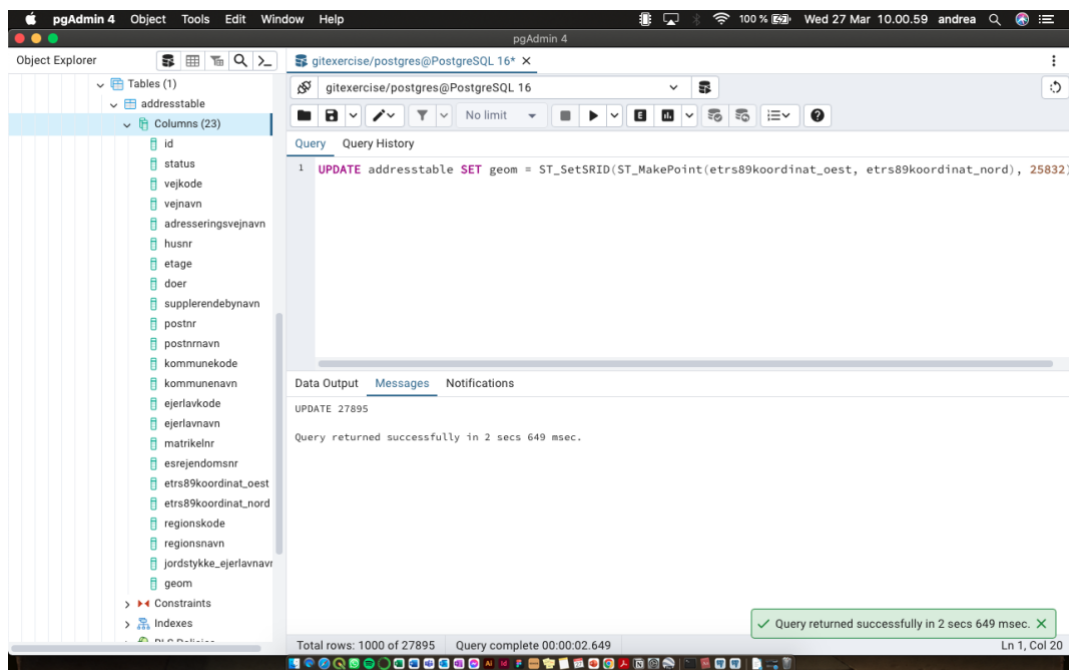 pgAdmin 4 Object Tools Edit Window Help 100 % Wed 27 Mar 10.00.59 andrea
pgAdmin 4
Object Explorer
gitexercise/postgres@PostgreSQL 16*
Tables (1)
gitexercise/postgres@PostgreSQL 16
addresstable
No limit
Columns (23)
Query Query History
id
1 UPDATE addresstable SET geom = ST_SetSRID(ST_MakePoint(etrs89koordinat_oest, etrs89koordinat_nord), 25832)
status
vejkode
vejnavn
adresseringsvejnavn
husnr
etage
doer
supplerendebynavn
postnr
postnrnavn
kommunekode
kommunenavn
Data Output Messages Notifications
ejerlavkode
UPDATE 27895
ejerlavnavn
Query returned successfully in 2 secs 649 msec.
matrikelnr
esrejendomsnr
etrs89koordinat_oest
etrs89koordinat_nord
regionskode
regionsnavn
jordstykke_ejerlavnavr
geom
Constraints
Indexes
Query returned successfully in 2 secs 649 msec.
Total rows: 1000 of 27895 Query complete 00:00:02.649 Ln 1, Col 20